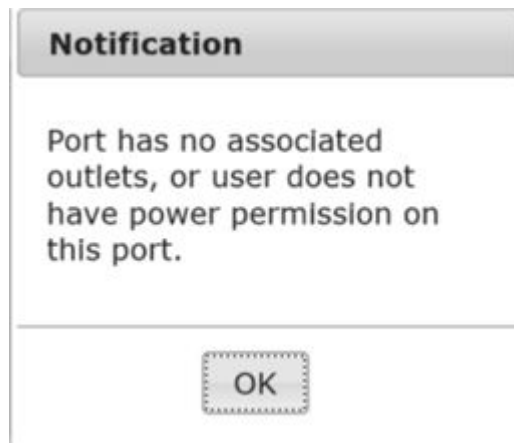 Notification
Port has no associated
outlets, or user does not
have power permission on
this port.
OK